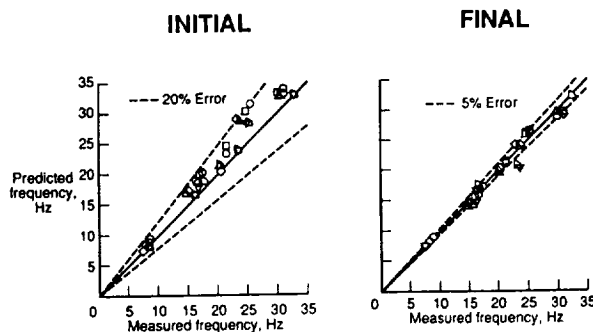 INITIAL
FINAL
35
30
25
20
15
10
5
Predicted
frequency,
Hz
20% Error
5% Error
0 5 10 15 20 25 30 35
Measured frequency, Hz
0 5 10 15 20 25 30 35
Measured frequency, Hz